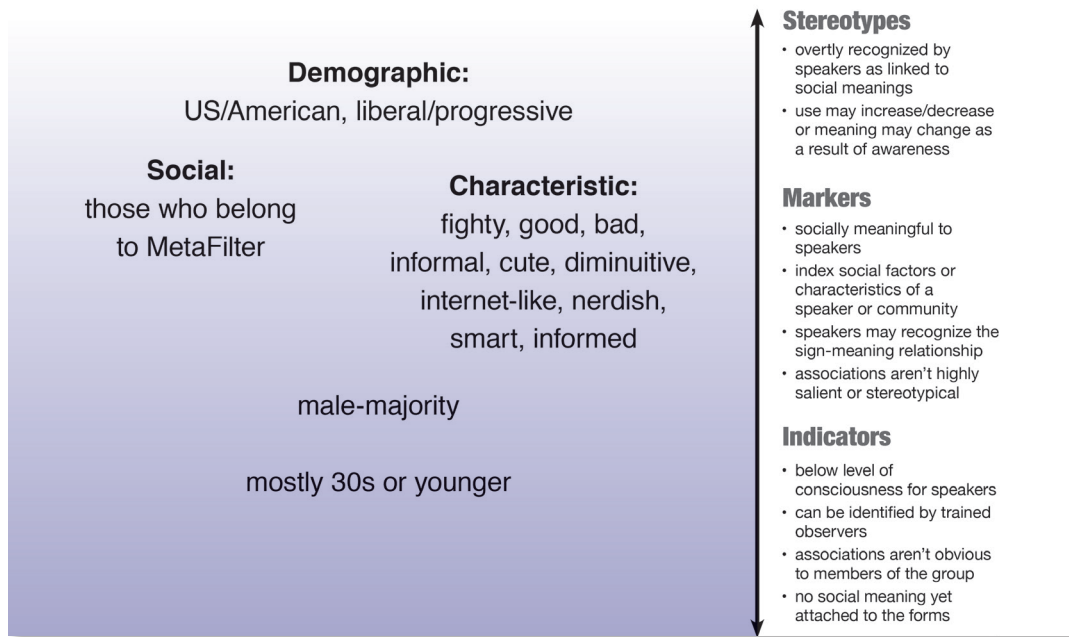 Demographic:
US/American, liberal/progressive
Social:
those who belong
to MetaFilter
Characteristic:
fighty, good, bad,
informal, cute, diminuitive,
internet-like, nerdish,
smart, informed
male-majority
mostly 30s or younger
Stereotypes
• overtly recognized by
speakers as linked to
social meanings
• use may increase/decrease
or meaning may change as
a result of awareness
Markers
• socially meaningful to
speakers
• index social factors or
characteristics of a
speaker or community
• speakers may recognize the
sign-meaning relationship
• associations aren't highly
salient or stereotypical
Indicators
• below level of
consciousness for speakers
• can be identified by trained
observers
• associations aren't obvious
to members of the group
• no social meaning yet
attached to the forms